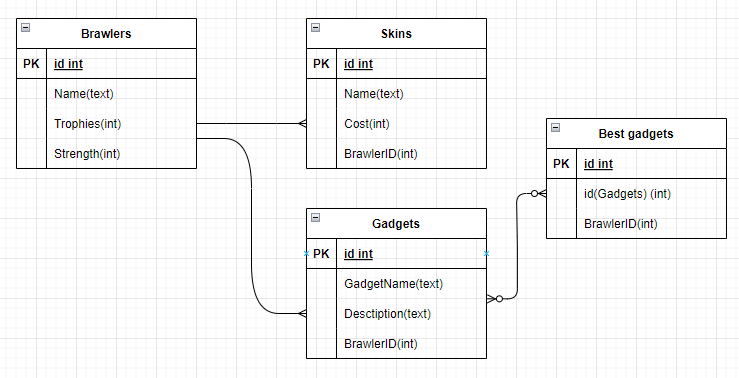 Brawlers
PK id int
Name(text)
Trophies(int)
Strength(int)
Skins
PK id int
Name(text)
Cost(int)
BrawlerID(int)
Gadgets
PK id int
GadgetName(text)
Desctiption(text)
BrawlerID(int)
Best gadgets
PK id int
id(Gadgets) (int)
BrawlerID(int)